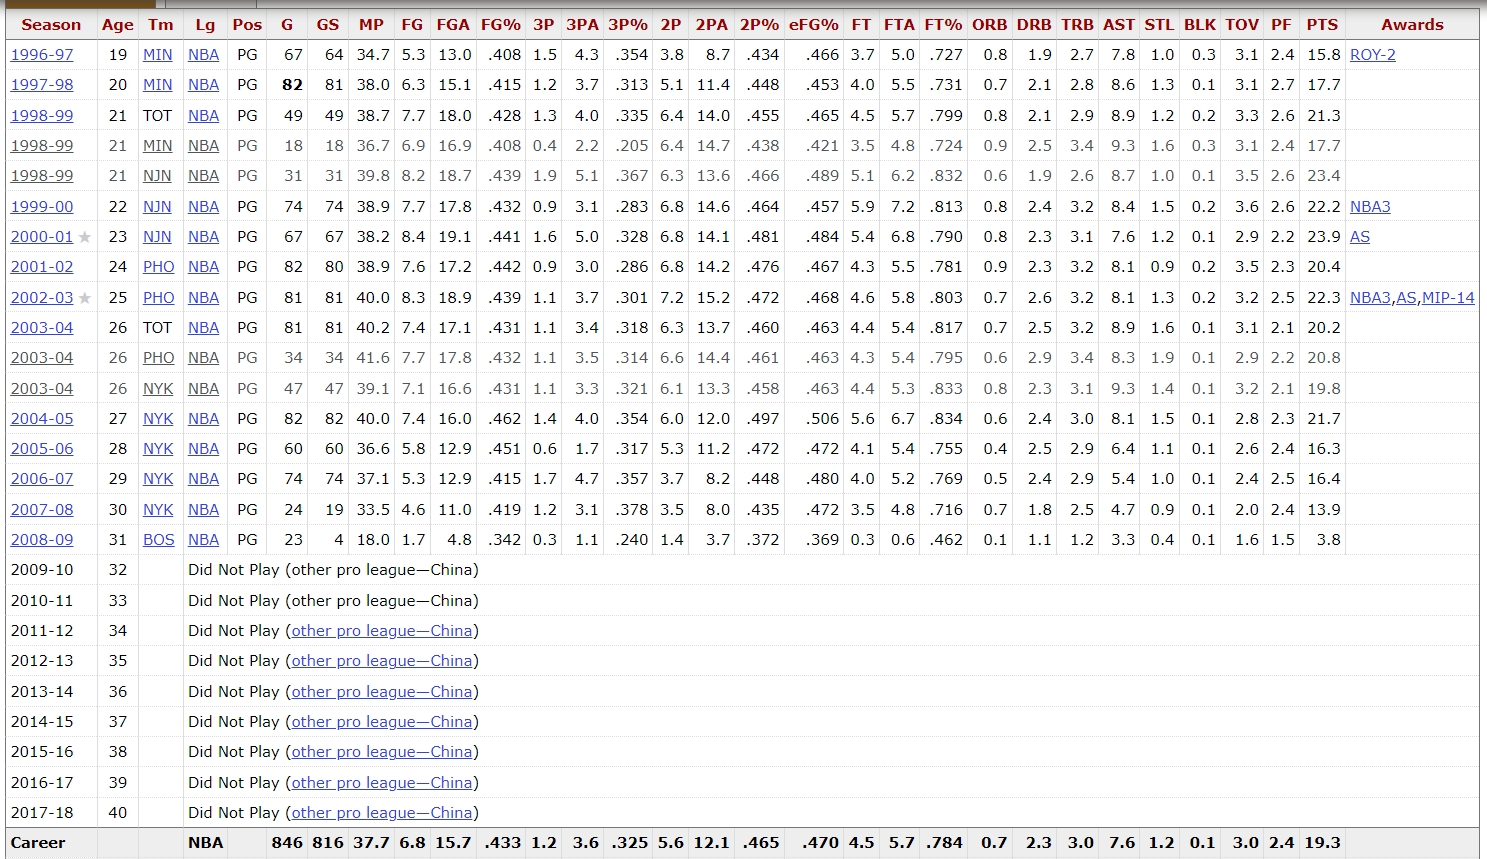 Season Age Tm Lg Pos G GS MP FG FGA FG% 3P 3PA 3P% 2P 2PA 2P% eFG% FT FTA FT% ORB DRB TRB AST STL BLK TOV PF PTS Awards
1996-97 19 MIN NBA PG 67 64 34.7 5.3 13.0 .408 1.5 4.3 .354 3.8 8.7 .434 .466 3.7 5.0 .727 0.8 1.9 2.7 7.8 1.0 0.3 3.1 2.4 15.8 ROY-2
1997-98 20 MIN NBA PG 82 81 38.0 6.3 15.1 .415 1.2 3.7 .313 5.1 11.4 .448 .453 4.0 5.5 .731 0.7 2.1 2.8 8.6 1.3 0.1 3.1 2.7 17.7
1998-99 21 TOT NBA PG 49 49 38.7 7.7 18.0 .428 1.3 4.0 .335 6.4 14.0 .455 .465 4.5 5.7 .799 0.8 2.1 2.9 8.9 1.2 0.2 3.3 2.6 21.3
1998-99 21 MIN NBA PG 18 18 36.7 6.9 16.9 .408 0.4 2.2 .205 6.4 14.7 .438 .421 3.5 4.8 .724 0.9 2.5 3.4 9.3 1.6 0.3 3.1 2.4 17.7
1998-99 21 NJN NBA PG 31 31 39.8 8.2 18.7 .439 1.9 5.1 .367 6.3 13.6 .466 .489 5.1 6.2 .832 0.6 1.9 2.6 8.7 1.0 0.1 3.5 2.6 23.4
1999-00 22 NJN NBA PG 74 74 38.9 7.7 17.8 .432 0.9 3.1 .283 6.8 14.6 .464 .457 5.9 7.2 .813 0.8 2.4 3.2 8.4 1.5 0.2 3.6 2.6 22.2 NBA3
2000-01 ★ 23 NJN NBA PG 67 67 38.2 8.4 19.1 .441 1.6 5.0 .328 6.8 14.1 .481 .484 5.4 6.8 .790 0.8 2.3 3.1 7.6 1.2 0.1 2.9 2.2 23.9 AS
2001-02 24 PHO NBA PG 82 80 38.9 7.6 17.2 .442 0.9 3.0 .286 6.8 14.2 .476 .467 4.3 5.5 .781 0.9 2.3 3.2 8.1 0.9 0.2 3.5 2.3 20.4
2002-03 ★ 25 PHO NBA PG 81 81 40.0 8.3 18.9 .439 1.1 3.7 .301 7.2 15.2 .472 .468 4.6 5.8 .803 0.7 2.6 3.2 8.1 1.3 0.2 3.2 2.5 22.3 NBA3,AS,MIP-14
2003-04 26 TOT NBA PG 81 81 40.2 7.4 17.1 .431 1.1 3.4 .318 6.3 13.7 .460 .463 4.4 5.4 .817 0.7 2.5 3.2 8.9 1.6 0.1 3.1 2.1 20.2
2003-04 26 PHO NBA PG 34 34 41.6 7.7 17.8 .432 1.1 3.5 .314 6.6 14.4 .461 .463 4.3 5.4 .795 0.6 2.9 3.4 8.3 1.9 0.1 2.9 2.2 20.8
2003-04 26 NYK NBA PG 47 47 39.1 7.1 16.6 .431 1.1 3.3 .321 6.1 13.3 .458 .463 4.4 5.3 .833 0.8 2.3 3.1 9.3 1.4 0.1 3.2 2.1 19.8
2004-05 27 NYK NBA PG 82 82 40.0 7.4 16.0 .462 1.4 4.0 .354 6.0 12.0 .497 .506 5.6 6.7 .834 0.6 2.4 3.0 8.1 1.5 0.1 2.8 2.3 21.7
2005-06 28 NYK NBA PG 60 60 36.6 5.8 12.9 .451 0.6 1.7 .317 5.3 11.2 .472 .472 4.1 5.4 .755 0.4 2.5 2.9 6.4 1.1 0.1 2.6 2.4 16.3
2006-07 29 NYK NBA PG 74 74 37.1 5.3 12.9 .415 1.7 4.7 .357 3.7 8.2 .448 .480 4.0 5.2 .769 0.5 2.4 2.9 5.4 1.0 0.1 2.4 2.5 16.4
2007-08 30 NYK NBA PG 24 19 33.5 4.6 11.0 .419 1.2 3.1 .378 3.5 8.0 .435 .472 3.5 4.8 .716 0.7 1.8 2.5 4.7 0.9 0.1 2.0 2.4 13.9
2008-09 31 BOS NBA PG 23 4 18.0 1.7 4.8 .342 0.3 1.1 .240 1.4 3.7 .372 .369 0.3 0.6 .462 0.1 1.1 1.2 3.3 0.4 0.1 1.6 1.5 3.8
2009-10 32 Did Not Play (other pro league—China)
2010-11 33 Did Not Play (other pro league—China)
2011-12 34 Did Not Play (other pro league—China)
2012-13 35 Did Not Play (other pro league—China)
2013-14 36 Did Not Play (other pro league—China)
2014-15 37 Did Not Play (other pro league—China)
2015-16 38 Did Not Play (other pro league—China)
2016-17 39 Did Not Play (other pro league—China)
2017-18 40 Did Not Play (other pro league—China)
Career NBA 846 816 37.7 6.8 15.7 .433 1.2 3.6 .325 5.6 12.1 .465 .470 4.5 5.7 .784 0.7 2.3 3.0 7.6 1.2 0.1 3.0 2.4 19.3